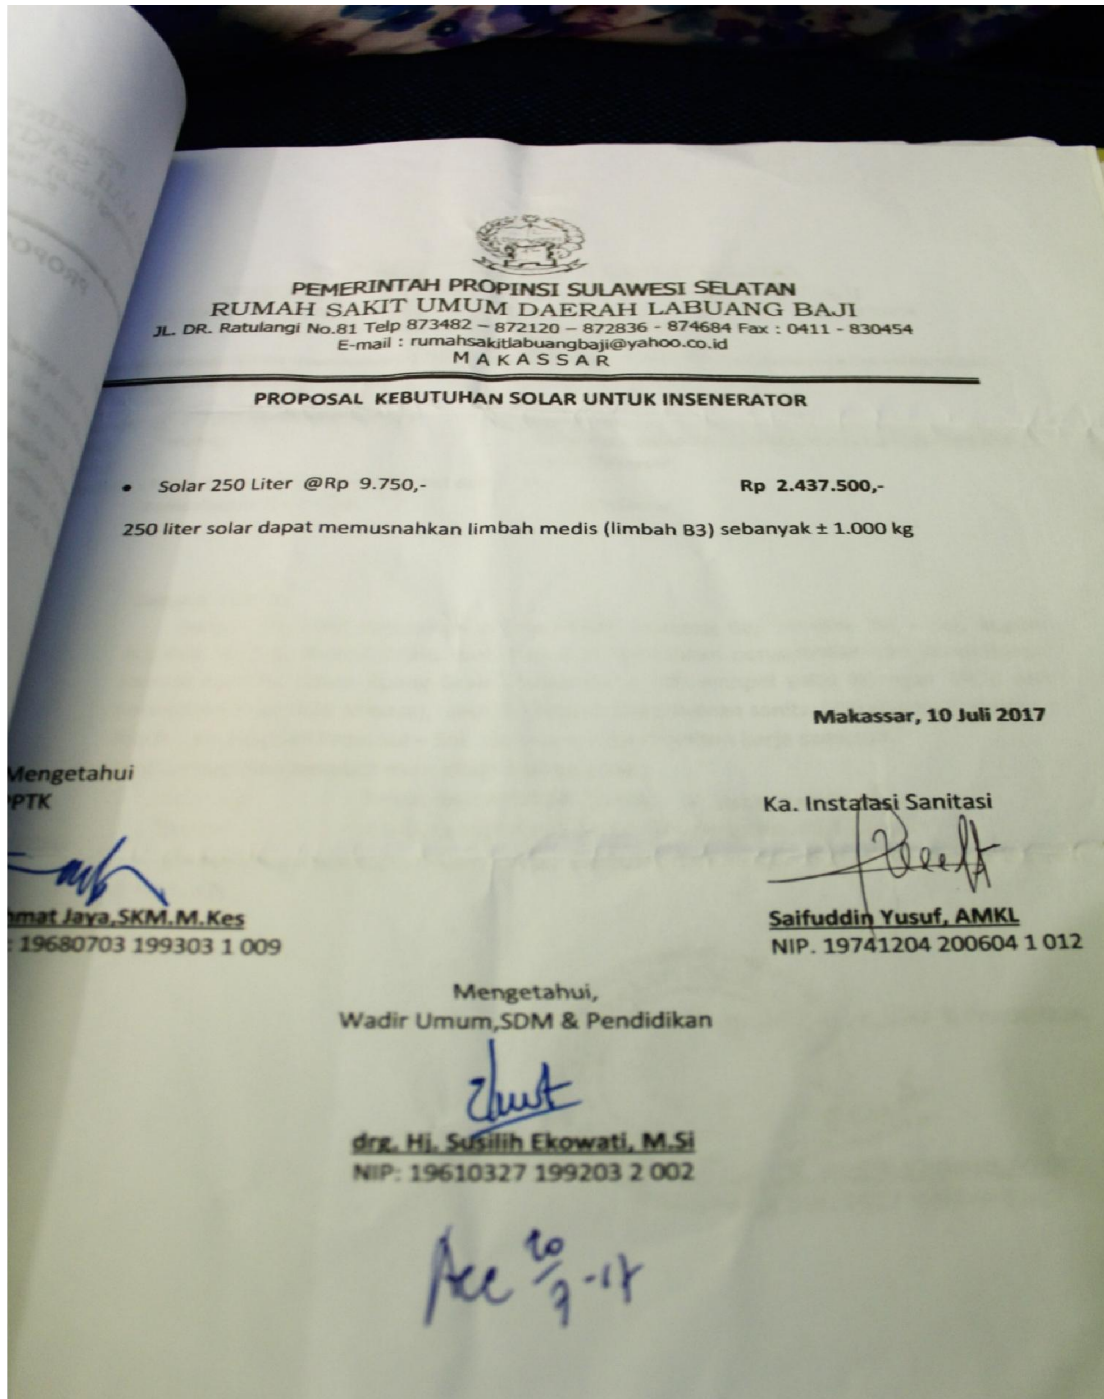 PEMERINTAH PROPINSI SULAWESI SELATAN
RUMAH SAKIT UMUM DAERAH LABUANG BAJI
JL. DR. Ratulangi No.81 Telp 873482 – 872120 – 872836 - 874684 Fax : 0411 - 830454
E-mail : rumahsakitlabuangbaji@yahoo.co.id
MAKASSAR
PROPOSAL KEBUTUHAN SOLAR UNTUK INSENERATOR
• Solar 250 Liter @Rp 9.750,- Rp 2.437.500,-
250 liter solar dapat memusnahkan limbah medis (limbah B3) sebanyak ± 1.000 kg
Makassar, 10 Juli 2017
Mengetahui
PPTK
Ka. Instalasi Sanitasi
Jaya,SKM.M.Kes
: 19680703 199303 1 009
Saifuddin Yusuf, AMKL
NIP. 19741204 200604 1 012
Mengetahui,
Wadir Umum,SDM & Pendidikan
drg. Hj. Susilih Ekowati, M.Si
NIP: 19610327 199203 2 002
Acc